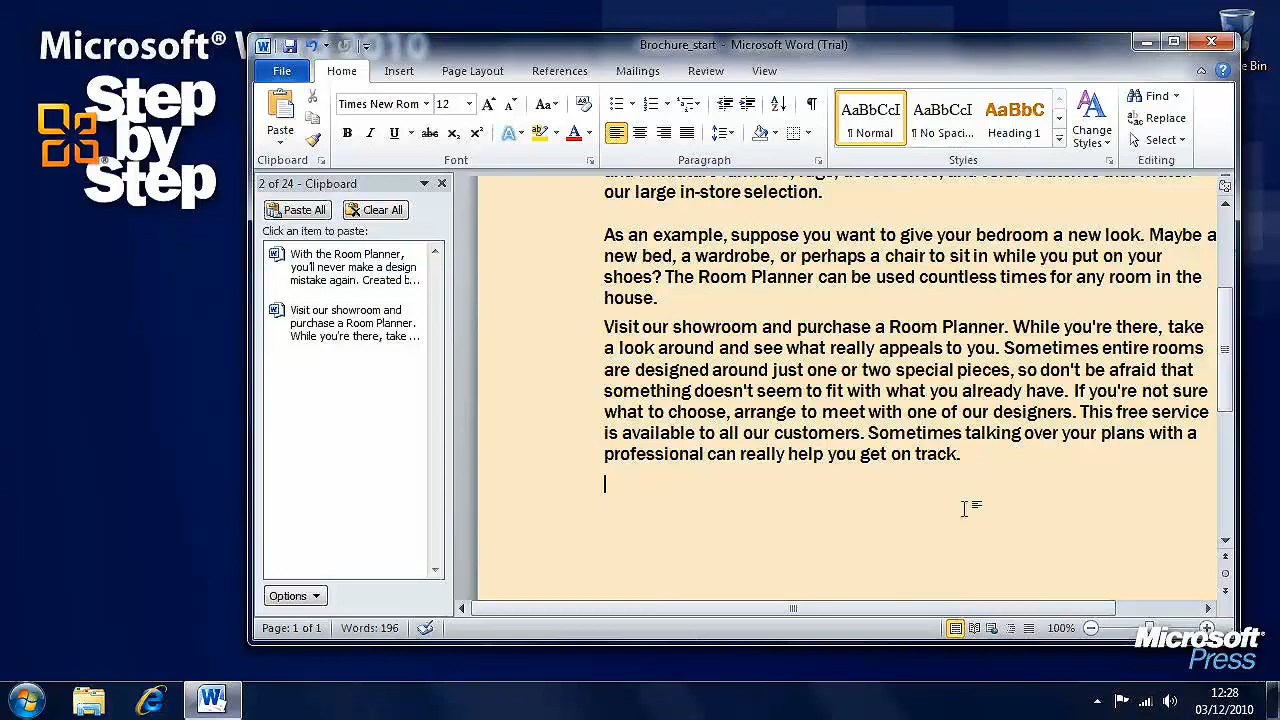 Microsoft® W 2010
Step
by
Step®
Brochure_start - Microsoft Word (Trial)
e Bin
File Home Insert Page Layout References Mailings Review View
Times New Rom 12
Paste
AaBbCcI AaBbCcI AaBbC
¶ Normal ¶ No Spaci... Heading 1
Change
Styles
Find
Replace
Select
Clipboard Font Paragraph Styles Editing
2 of 24 - Clipboard
Paste All Clear All
Click an item to paste:
With the Room Planner,
you'll never make a design
mistake again. Created b...
Visit our showroom and
purchase a Room Planner.
While you're there, take ...
Options
our large in-store selection.
As an example, suppose you want to give your bedroom a new look. Maybe a
new bed, a wardrobe, or perhaps a chair to sit in while you put on your
shoes? The Room Planner can be used countless times for any room in the
house.
Visit our showroom and purchase a Room Planner. While you're there, take
a look around and see what really appeals to you. Sometimes entire rooms
are designed around just one or two special pieces, so don't be afraid that
something doesn't seem to fit with what you already have. If you're not sure
what to choose, arrange to meet with one of our designers. This free service
is available to all our customers. Sometimes talking over your plans with a
professional can really help you get on track.
Page: 1 of 1 Words: 196 100%
Microsoft®
Press
12:28
03/12/2010